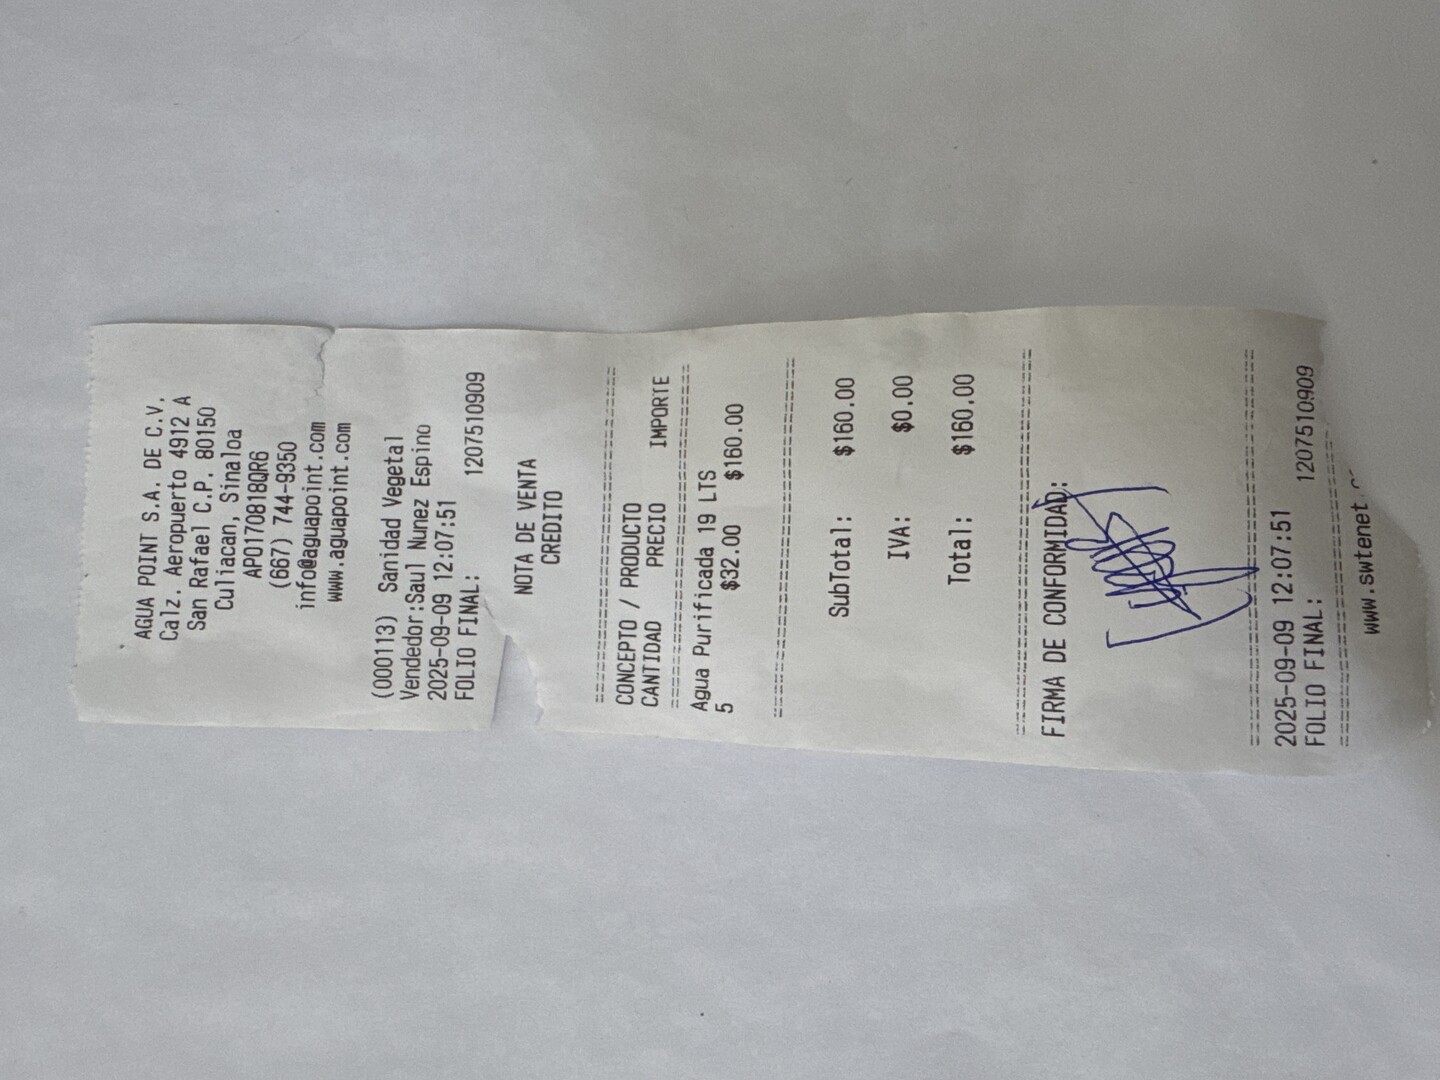 AGUA POINT S.A. DE C.V.
Calz. Aeropuerto 4912 A
San Rafael C.P. 80150
Culiacan, Sinaloa
APO170818QR6
(667) 744-9350
info@aguapoint.com
www.aguapoint.com
(000113) Sanidad Vegetal
Vendedor:Saul Nunez Espino
2025-09-09 12:07:51
FOLIO FINAL: 1207510909
NOTA DE VENTA
CREDITO
CONCEPTO / PRODUCTO
CANTIDAD PRECIO IMPORTE
Agua Purificada 19 LTS
5 $32.00 $160.00
SubTotal: $160.00
IVA: $0.00
Total: $160.00
FIRMA DE CONFORMIDAD:
2025-09-09 12:07:51
FOLIO FINAL: 1207510909
www.swtenet.